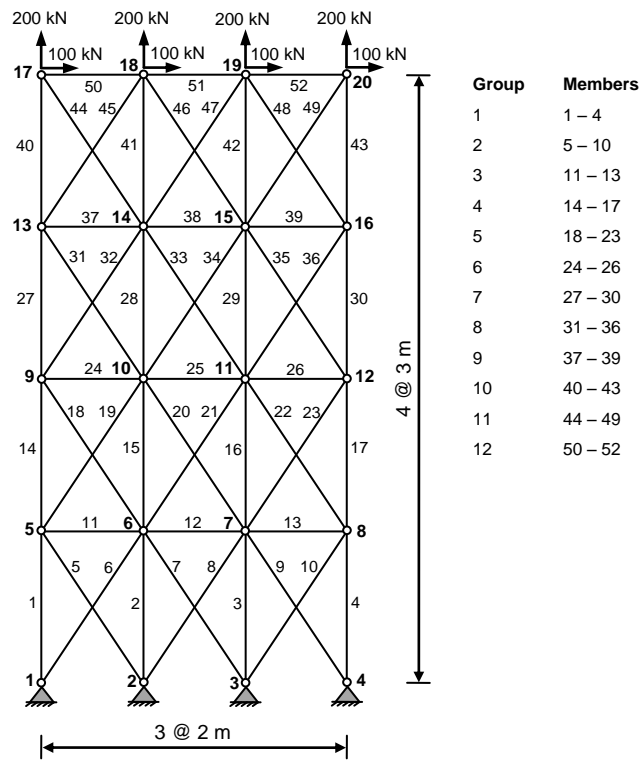 200 kN 200 kN 200 kN 200 kN
100 kN 100 kN 100 kN 100 kN
17 18 19 20
50 51 52
44 45 46 47 48 49
40 41 42 43
13 37 14 38 15 39 16
31 32 33 34 35 36
27 28 29 30
9 24 10 25 11 26 12
18 19 20 21 22 23
14 15 16 17
5 11 6 12 7 13 8
5 6 7 8 9 10
1 2 3 4
1 2 3 4
3 @ 2 m
4 @ 3 m
Group Members
1 1 – 4
2 5 – 10
3 11 – 13
4 14 – 17
5 18 – 23
6 24 – 26
7 27 – 30
8 31 – 36
9 37 – 39
10 40 – 43
11 44 – 49
12 50 – 52